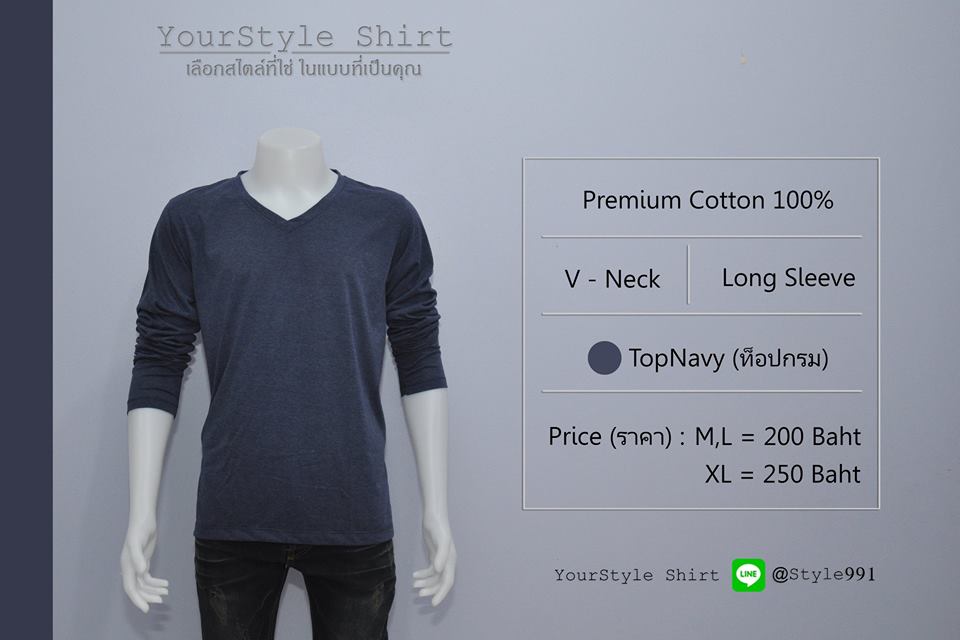 YourStyle Shirt
เลือกสไตล์ที่ใช่ ในแบบที่เป็นคุณ
Premium Cotton 100%
V - Neck
Long Sleeve
TopNavy (ท็อปกรม)
Price (ราคา) : M,L = 200 Baht
XL = 250 Baht
YourStyle Shirt LINE @Style991